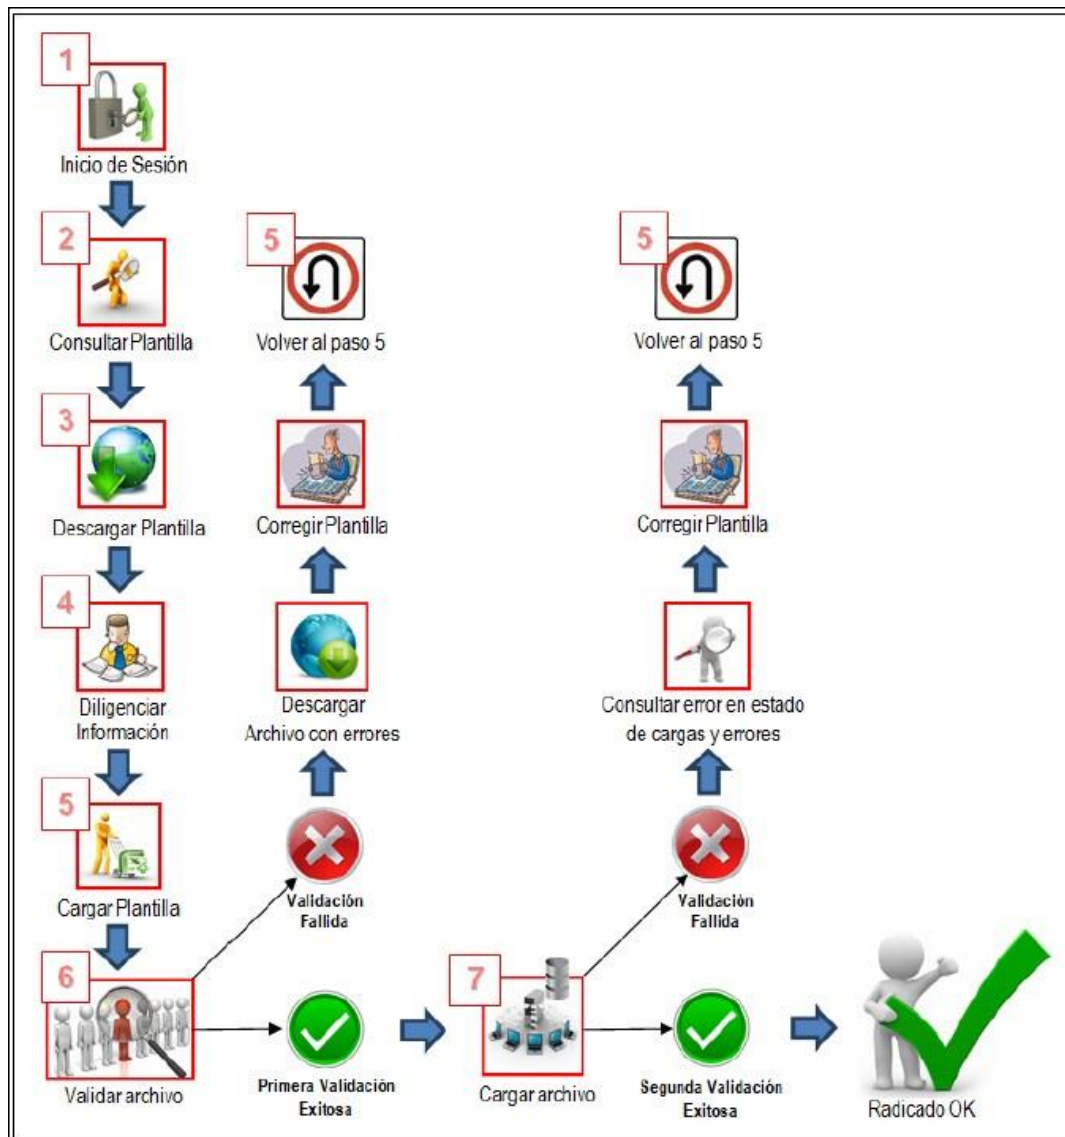 1
Inicio de Sesión
2
Consultar Plantilla
3
Descargar Plantilla
4
Diligenciar
Información
5
Cargar Plantilla
6
Validar archivo
5
Volver al paso 5
Corregir Plantilla
Descargar
Archivo con errores
Validación
Fallida
Primera Validación
Exitosa
7
Cargar archivo
5
Volver al paso 5
Corregir Plantilla
Consultar error en estado
de cargas y errores
Validación
Fallida
Segunda Validación
Exitosa
Radicado OK